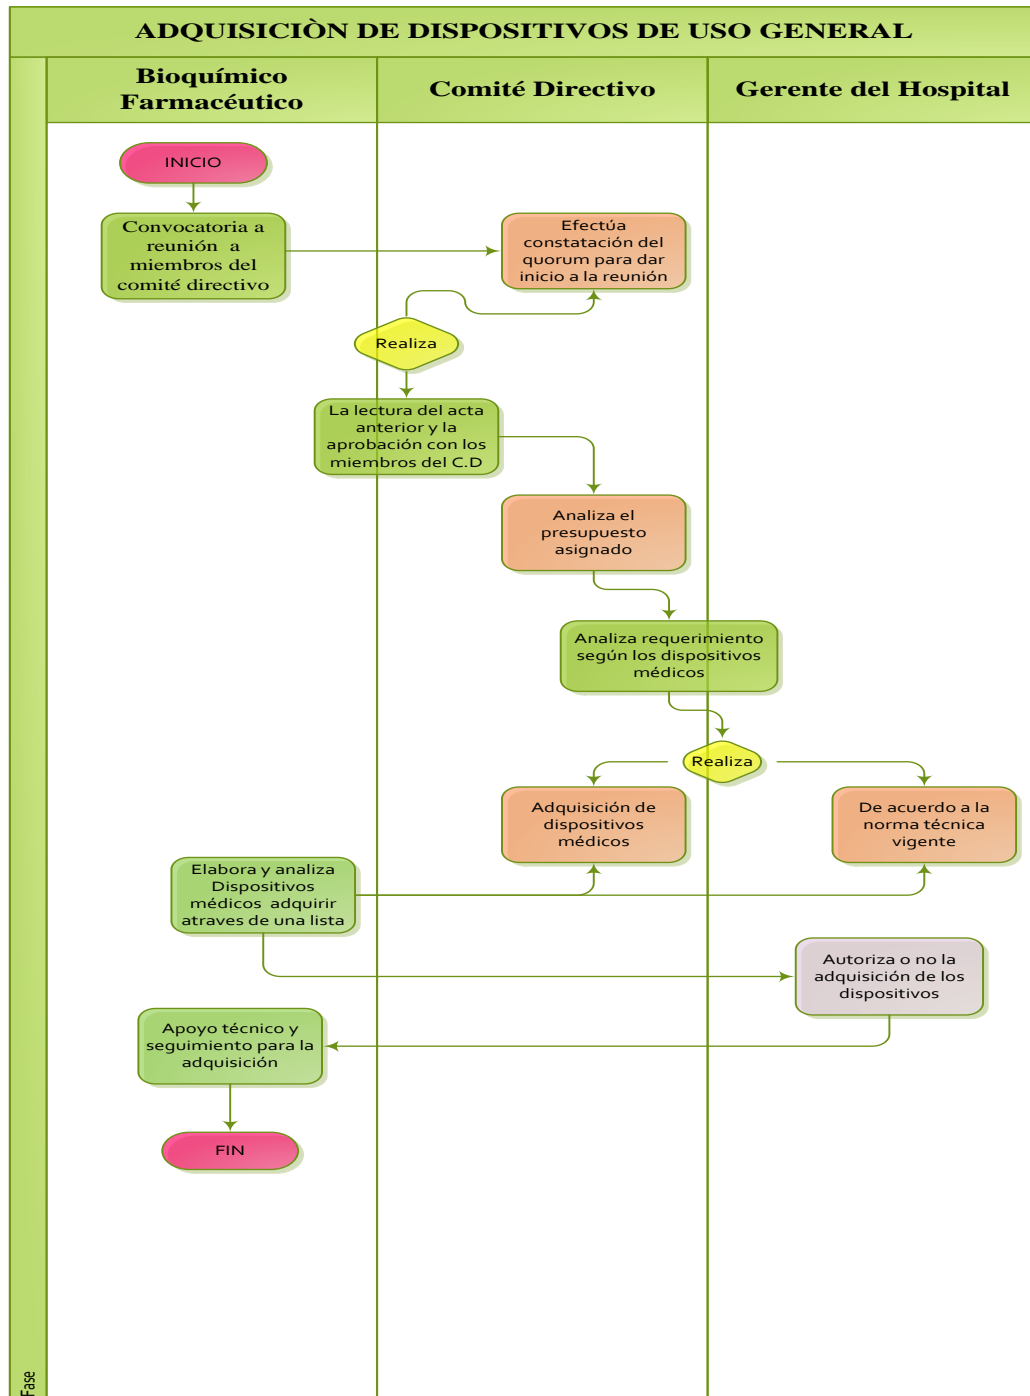 ADQUISICIÒN DE DISPOSITIVOS DE USO GENERAL
Bioquímico
Farmacéutico
Comité Directivo
Gerente del Hospital
INICIO
Convocatoria a
reunión a
miembros del
comité directivo
Efectúa
constatación del
quorum para dar
inicio a la reunión
Realiza
La lectura del acta
anterior y la
aprobación con los
miembros del C.D
Analiza el
presupuesto
asignado
Analiza requerimiento
según los dispositivos
médicos
Realiza
Adquisición de
dispositivos
médicos
De acuerdo a la
norma técnica
vigente
Elabora y analiza
Dispositivos
médicos adquirir
atraves de una lista
Autoriza o no la
adquisición de los
dispositivos
Apoyo técnico y
seguimiento para la
adquisición
FIN
Fase